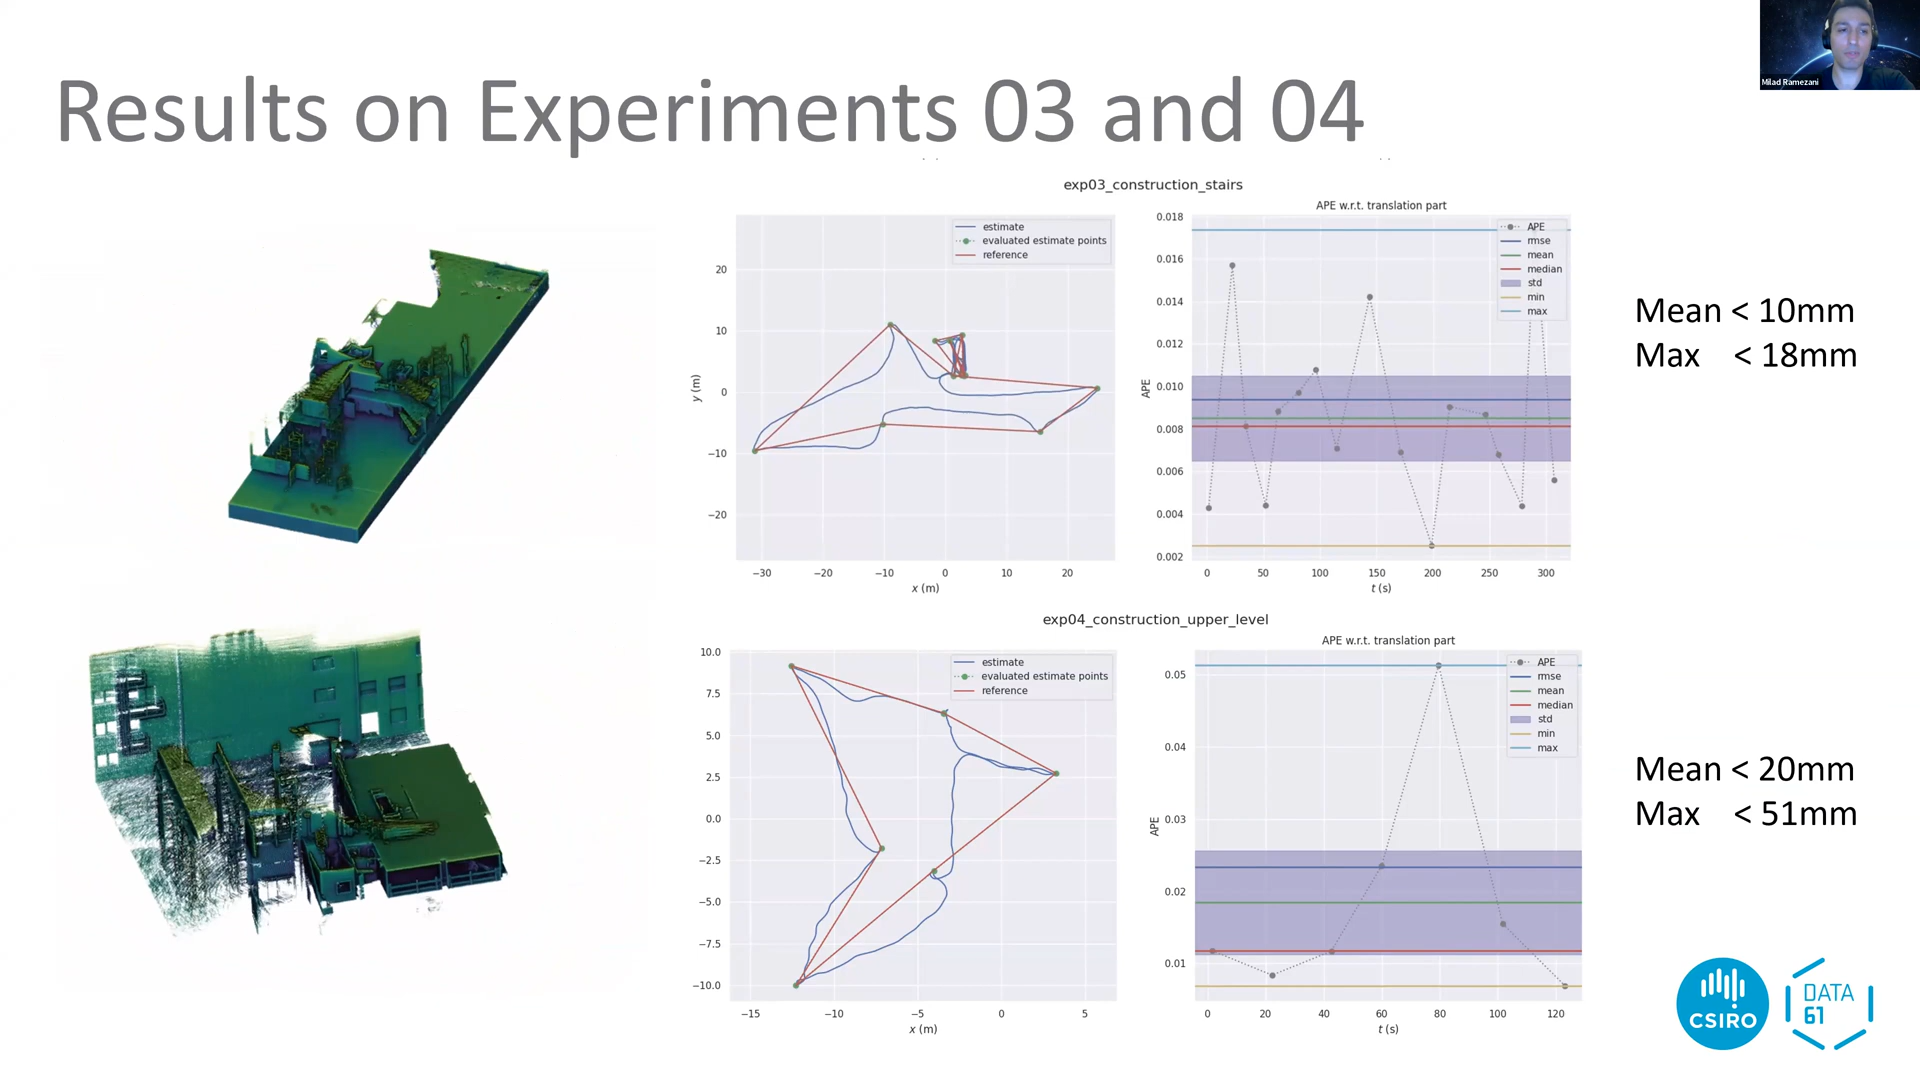 Milad Ramezani
Results on Experiments 03 and 04
exp03_construction_stairs
estimate
evaluated estimate points
reference
20
10
0
−10
−20
y (m)
−30
−20
−10
0
10
20
x (m)
APE w.r.t. translation part
APE
rmse
mean
median
std
min
max
0.018
0.016
0.014
0.012
0.010
0.008
0.006
0.004
0.002
APE
0
50
100
150
200
250
300
t (s)
Mean < 10mm
Max < 18mm
exp04_construction_upper_level
estimate
evaluated estimate points
reference
10.0
7.5
5.0
2.5
0.0
−2.5
−5.0
−7.5
−10.0
−15
−10
−5
0
5
x (m)
APE w.r.t. translation part
APE
rmse
mean
median
std
min
max
0.05
0.04
0.03
0.02
0.01
APE
0
20
40
60
80
100
120
t (s)
Mean < 20mm
Max < 51mm
CSIRO
DATA
61